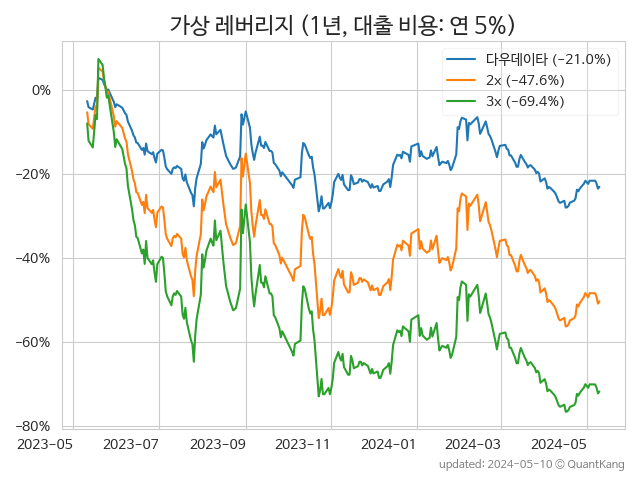 가상 레버리지 (1년, 대출 비용: 연 5%)
다우데이타 (−21.0%)
2x (−47.6%)
3x (−69.4%)
0%
−20%
−40%
−60%
−80%
2023-05 2023-07 2023-09 2023-11 2024-01 2024-03 2024-05
updated: 2024-05-10 © QuantKang